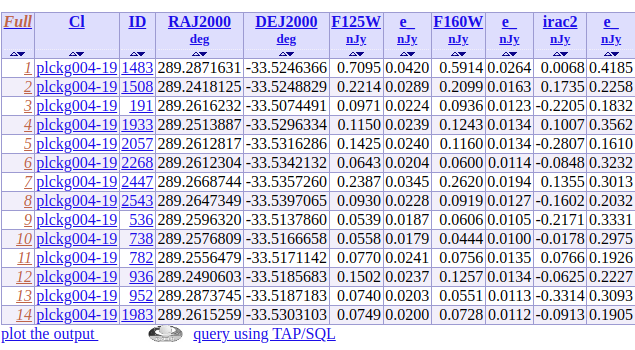 Full Cl ID RAJ2000 DEJ2000 F125W e_ F160W e_ irac2 e_
deg deg nJy nJy nJy nJy nJy nJy
1 plckg004-19 1483 289.2871631 -33.5246366 0.7095 0.0420 0.5914 0.0264 0.0068 0.4185
2 plckg004-19 1508 289.2418125 -33.5248829 0.2214 0.0289 0.2099 0.0163 0.1735 0.2258
3 plckg004-19 191 289.2616232 -33.5074491 0.0971 0.0224 0.0936 0.0123 -0.2205 0.1832
4 plckg004-19 1933 289.2513887 -33.5296334 0.1150 0.0239 0.1243 0.0134 0.1007 0.3562
5 plckg004-19 2057 289.2612817 -33.5316286 0.1425 0.0240 0.1160 0.0134 -0.2807 0.1610
6 plckg004-19 2268 289.2612304 -33.5342132 0.0643 0.0204 0.0600 0.0114 -0.0848 0.3232
7 plckg004-19 2447 289.2668744 -33.5357260 0.2387 0.0345 0.2620 0.0194 0.1355 0.3013
8 plckg004-19 2543 289.2647349 -33.5397065 0.0930 0.0228 0.0919 0.0127 -0.1602 0.2032
9 plckg004-19 536 289.2596320 -33.5137860 0.0539 0.0187 0.0606 0.0105 -0.2171 0.3331
10 plckg004-19 738 289.2576809 -33.5166658 0.0558 0.0179 0.0444 0.0100 -0.0178 0.2975
11 plckg004-19 782 289.2556479 -33.5171142 0.0770 0.0241 0.0756 0.0135 0.0766 0.1926
12 plckg004-19 936 289.2490603 -33.5185683 0.1502 0.0237 0.1257 0.0134 -0.0625 0.2227
13 plckg004-19 952 289.2873745 -33.5187183 0.0740 0.0203 0.0551 0.0113 -0.3314 0.3093
14 plckg004-19 1983 289.2615259 -33.5303103 0.0749 0.0200 0.0728 0.0112 -0.0913 0.1905
plot the output query using TAP/SQL